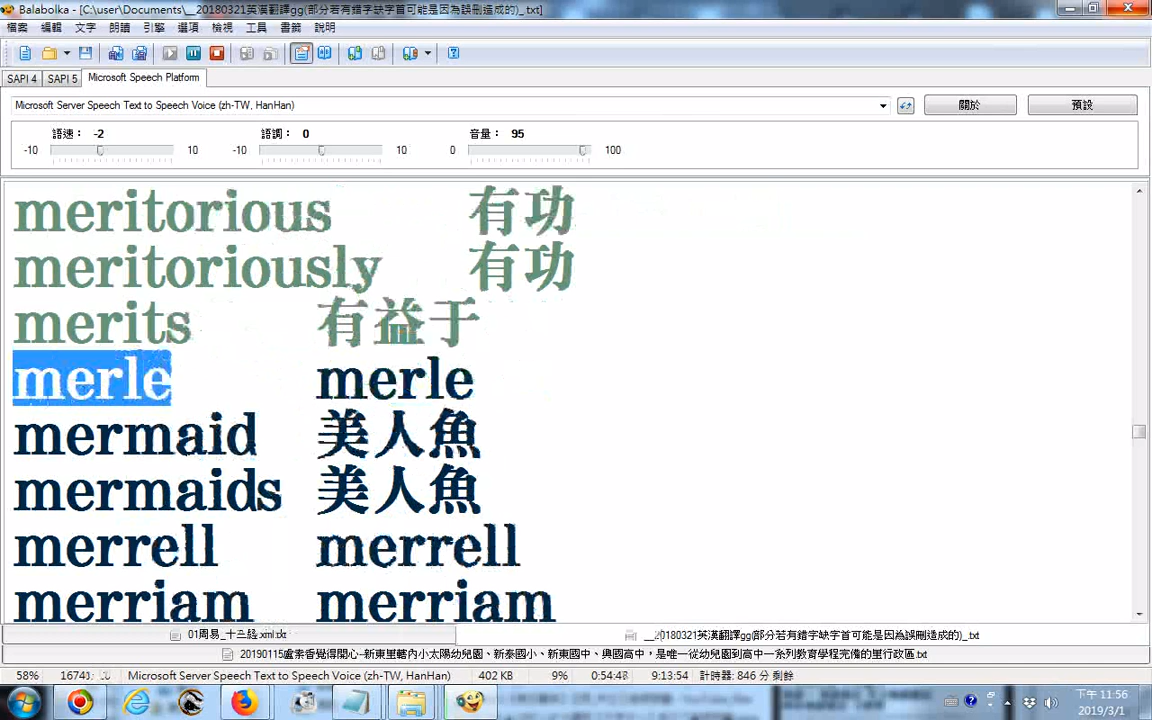 Balabolka - [C:\user\Documents\__20180321英漢翻譯gg(部分若有錯字缺字首可能是因為誤刪造成的)_.txt]
檔案 編輯 文字 朗讀 引擎 選項 檢視 工具 書籤 說明
SAPI 4 SAPI 5 Microsoft Speech Platform
Microsoft Server Speech Text to Speech Voice (zh-TW, HanHan) 關於 預設
語速： -2 語調： 0 音量： 95
-10 10 -10 10 0 100
meritorious 有功
meritoriously 有功
merits 有益于
merle merle
mermaid 美人魚
mermaids 美人魚
merrell merrell
merriam merriam
01周易_十三經.xml.txt __20180321英漢翻譯gg(部分若有錯字缺字首可能是因為誤刪造成的)_.txt
20190115盧素香覺得開心-新東里轄內小太陽幼兒園、新泰國小、新東國中、興國高中，是唯一從幼兒園到高中一系列教育學程完備的里行政區.txt
58% Microsoft Server Speech Text to Speech Voice (zh-TW, HanHan) 402 KB 9% 9:13:54 計時器: 846 分 剩餘
下午 11:56
2019/3/1